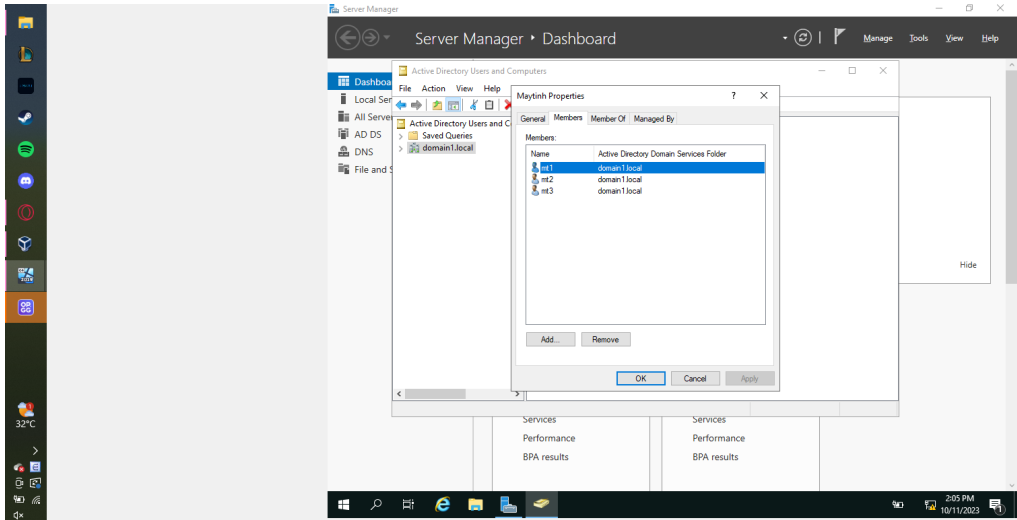 Server Manager
Server Manager • Dashboard
Manage Tools View Help
Dashboa
Local Ser
All Server
AD DS
DNS
File and S
Active Directory Users and Computers
File Action View Help
Active Directory Users and C
Saved Queries
domain1.local
Maytinh Properties
?
General Members Member Of Managed By
Members:
Name Active Directory Domain Services Folder
mt1 domain1.local
mt2 domain1.local
mt3 domain1.local
Add... Remove
OK Cancel Apply
Hide
Services Services
Performance Performance
BPA results BPA results
OP
GG
1
32°C
2:05 PM
10/11/2023
1